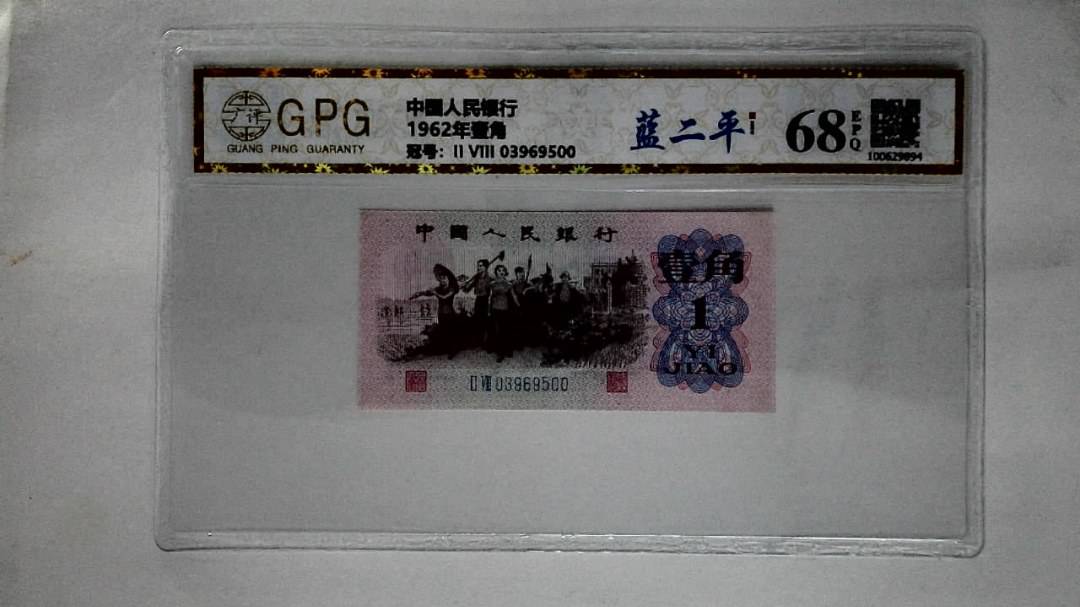 GPG
GUANG PING GUARANTY
中國人民銀行
1962年壹角
冠号：II VIII 03969500
蓝二平
68
EPQ
100629894
中國人民銀行
壹角
1
YI
JIAO
II VIII 03969500